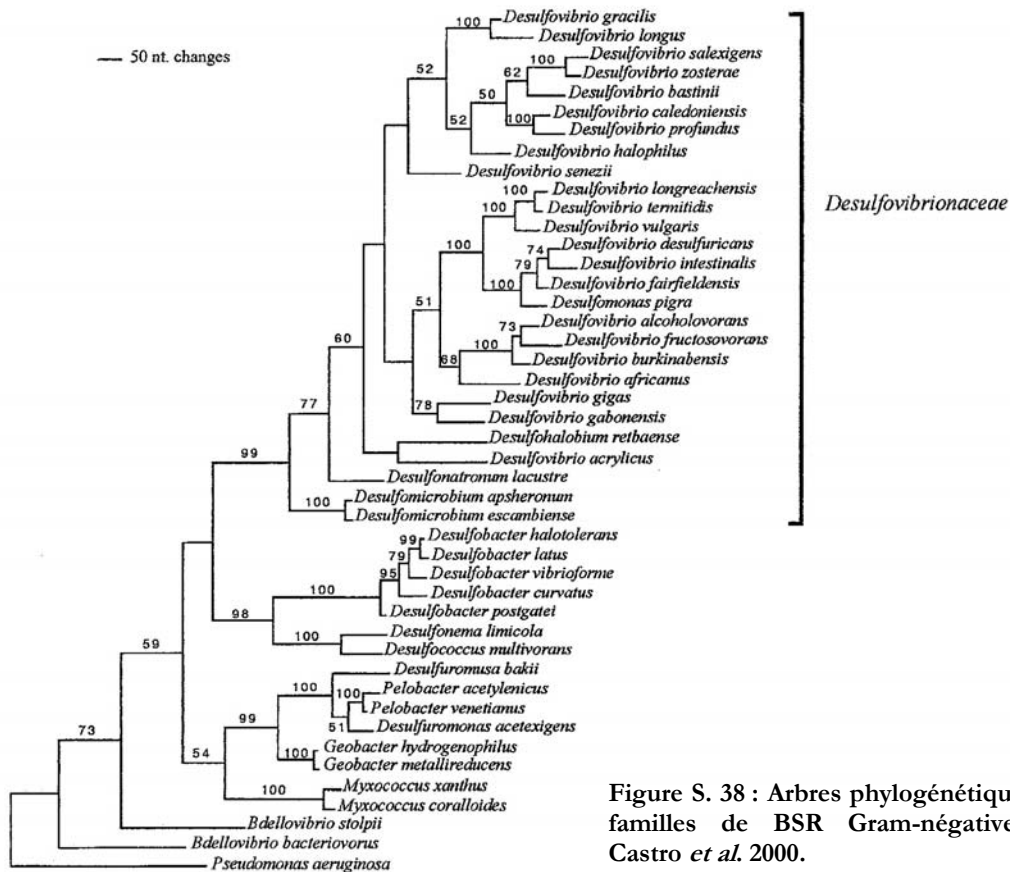 100
Desulfovibrio gracilis
Desulfovibrio longus
50 nt. changes
52
100
Desulfovibrio salexigens
Desulfovibrio zosterae
62
Desulfovibrio bastinii
50
Desulfovibrio caledoniensis
100
Desulfovibrio profundus
52
Desulfovibrio halophilus
Desulfovibrio senezii
100
Desulfovibrio longreachensis
Desulfovibrio termitidis
100
Desulfovibrio vulgaris
Desulfovibrionaceae
100
74
Desulfovibrio desulfuricans
Desulfovibrio intestinalis
79
Desulfovibrio fairfieldensis
100
Desulfomonas pigra
51
73
Desulfovibrio alcoholovorans
Desulfovibrio fructosovorans
100
Desulfovibrio burkinabensis
68
Desulfovibrio africanus
60
Desulfovibrio gigas
78
Desulfovibrio gabonensis
77
Desulfohalobium retbaense
Desulfovibrio acrylicus
99
Desulfonatronum lacustre
100
Desulfomicrobium apsheronum
Desulfomicrobium escambiense
99
Desulfobacter halotolerans
79
Desulfobacter latus
95
Desulfobacter vibrioforme
100
Desulfobacter curvatus
Desulfobacter postgatei
98
Desulfonema limicola
100
Desulfococcus multivorans
59
Desulfuromusa bakii
100
100
Pelobacter acetylenicus
Pelobacter venetianus
51
Desulfuromonas acetexigens
99
Geobacter hydrogenophilus
100
Geobacter metallireducens
73
54
Myxococcus xanthus
100
Myxococcus coralloides
Bdellovibrio stolpii
Bdellovibrio bacteriovorus
Pseudomonas aeruginosa
Figure S. 38 : Arbres phylogénétiqu
familles de BSR Gram-négative
Castro et al. 2000.